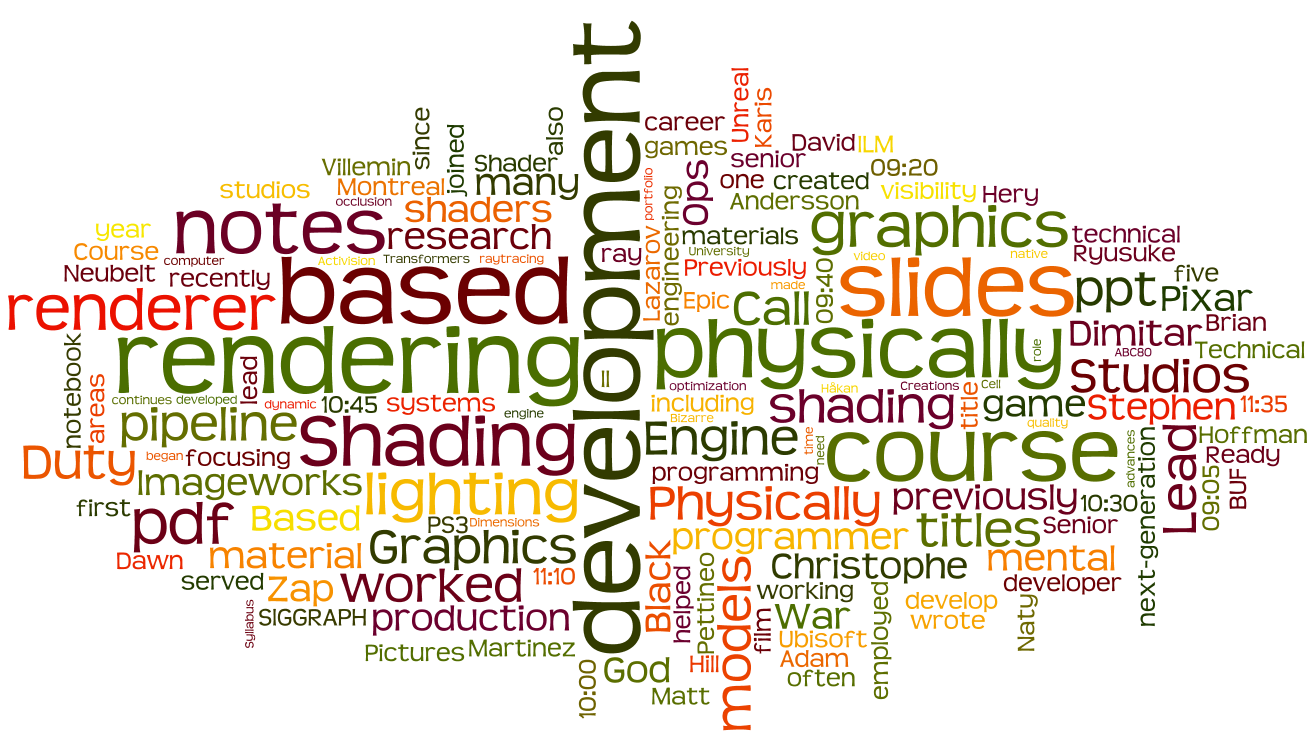 development
since
joined
also
career
Unreal
Karis
games
David
ILM
Villemin
Shader
senior
09:20
studios
Montreal
many
portfolio
Ops
one
created
visibility
Hery
occlusion
shaders
engineering
Andersson
year
notes
research
Lazarov
materials
graphics
technical
Course
computer
Activision
Transformers
raytracing
ray
University
video
native
Ryusuke
Neubelt
recently
based
Previously
made
09:40
slides
ppt
five
renderer
Epic
Call
Pixar
notebook
rendering
=
physically
role
Dimitar
Brian
ABC80
Technical
areas
lead
optimization
Håkan
Creations
Cell
Studios
continues
developed
dynamic
10:45
systems
engine
including
Bizarre
shading
title
game
Stephen
11:35
pipeline
Shading
Engine
time
need
course
quality
advances
next-generation
Lead
Hoffman
Duty
began
focusing
programming
Ready
Imageworks
lighting
Physically
previously
10:30
09:05
BUF
first
pdf
Based
PS3
Dimensions
programmer
titles
Senior
Dawn
material
Graphics
Black
Pettineo
models
Christophe
mental
served
Zap
worked
11:10
helped
working
employed
developer
syllabus
SIGGRAPH
production
film
War
develop
wrote
Naty
Pictures
Martinez
Ubisoft
10:00
God
Hill
Adam
Matt
often